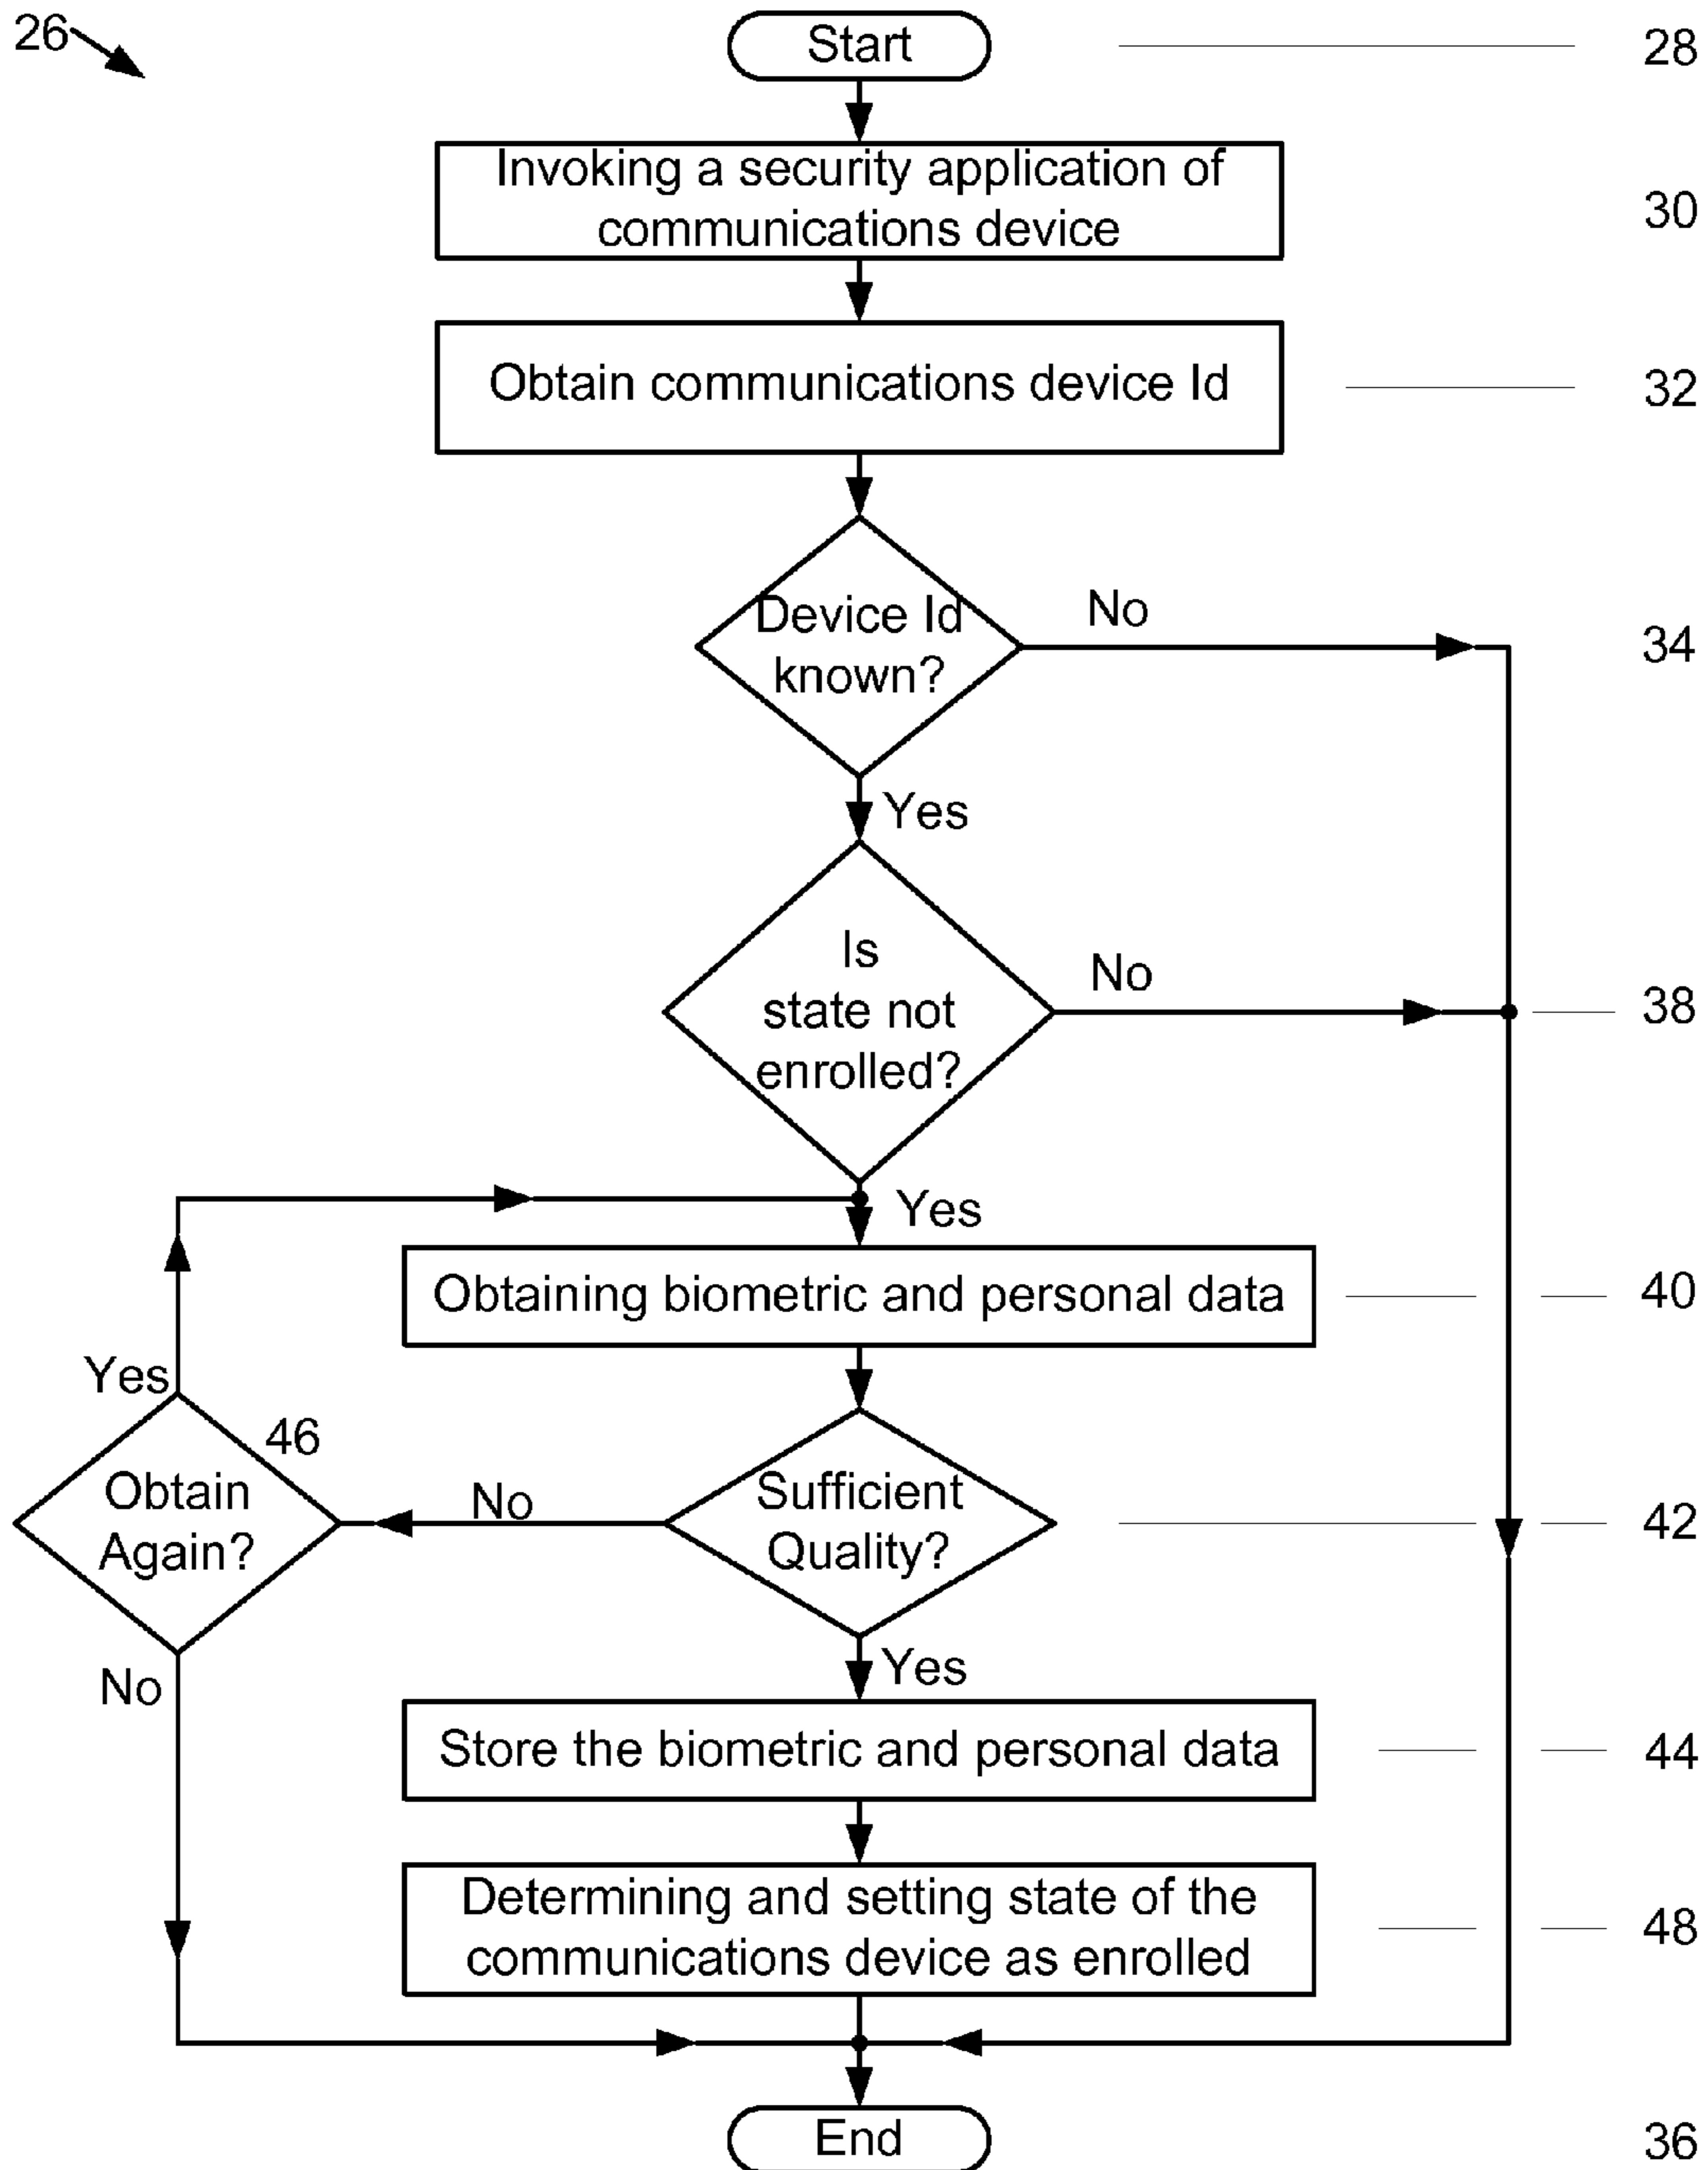 26
Start
28
Invoking a security application of
communications device
30
Obtain communications device Id
32
Device Id
known?
No
34
Yes
Is
state not
enrolled?
No
38
Yes
Obtaining biometric and personal data
40
Yes
46
Obtain
Again?
No
Sufficient
Quality?
42
No
Yes
Store the biometric and personal data
44
Determining and setting state of the
communications device as enrolled
48
End
36